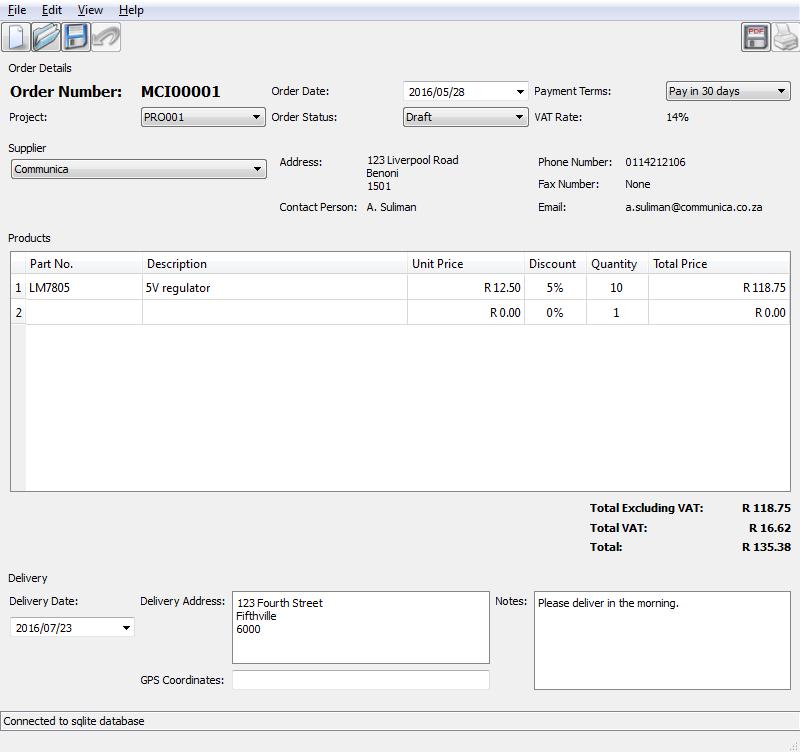 File Edit View Help
PDF
Order Details
Order Number: MCI00001 Order Date: 2016/05/28 Payment Terms: Pay in 30 days
Project: PRO001 Order Status: Draft VAT Rate: 14%
Supplier
Communica
Address: 123 Liverpool Road
Benoni
1501
Contact Person: A. Suliman
Phone Number: 0114212106
Fax Number: None
Email: a.suliman@communica.co.za
Products
Part No. Description Unit Price Discount Quantity Total Price
1 LM7805 5V regulator R 12.50 5% 10 R 118.75
2 R 0.00 0% 1 R 0.00
Total Excluding VAT: R 118.75
Total VAT: R 16.62
Total: R 135.38
Delivery
Delivery Date: 2016/07/23
Delivery Address: 123 Fourth Street
Fifthville
6000
GPS Coordinates:
Notes: Please deliver in the morning.
Connected to sqlite database